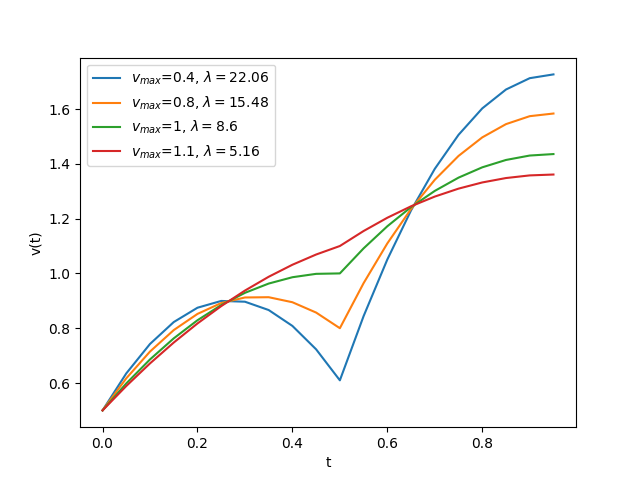 v_max=0.4, λ = 22.06
v_max=0.8, λ = 15.48
v_max=1, λ = 8.6
v_max=1.1, λ = 5.16
1.6
1.4
1.2
1.0
0.8
0.6
v(t)
0.0 0.2 0.4 0.6 0.8
t